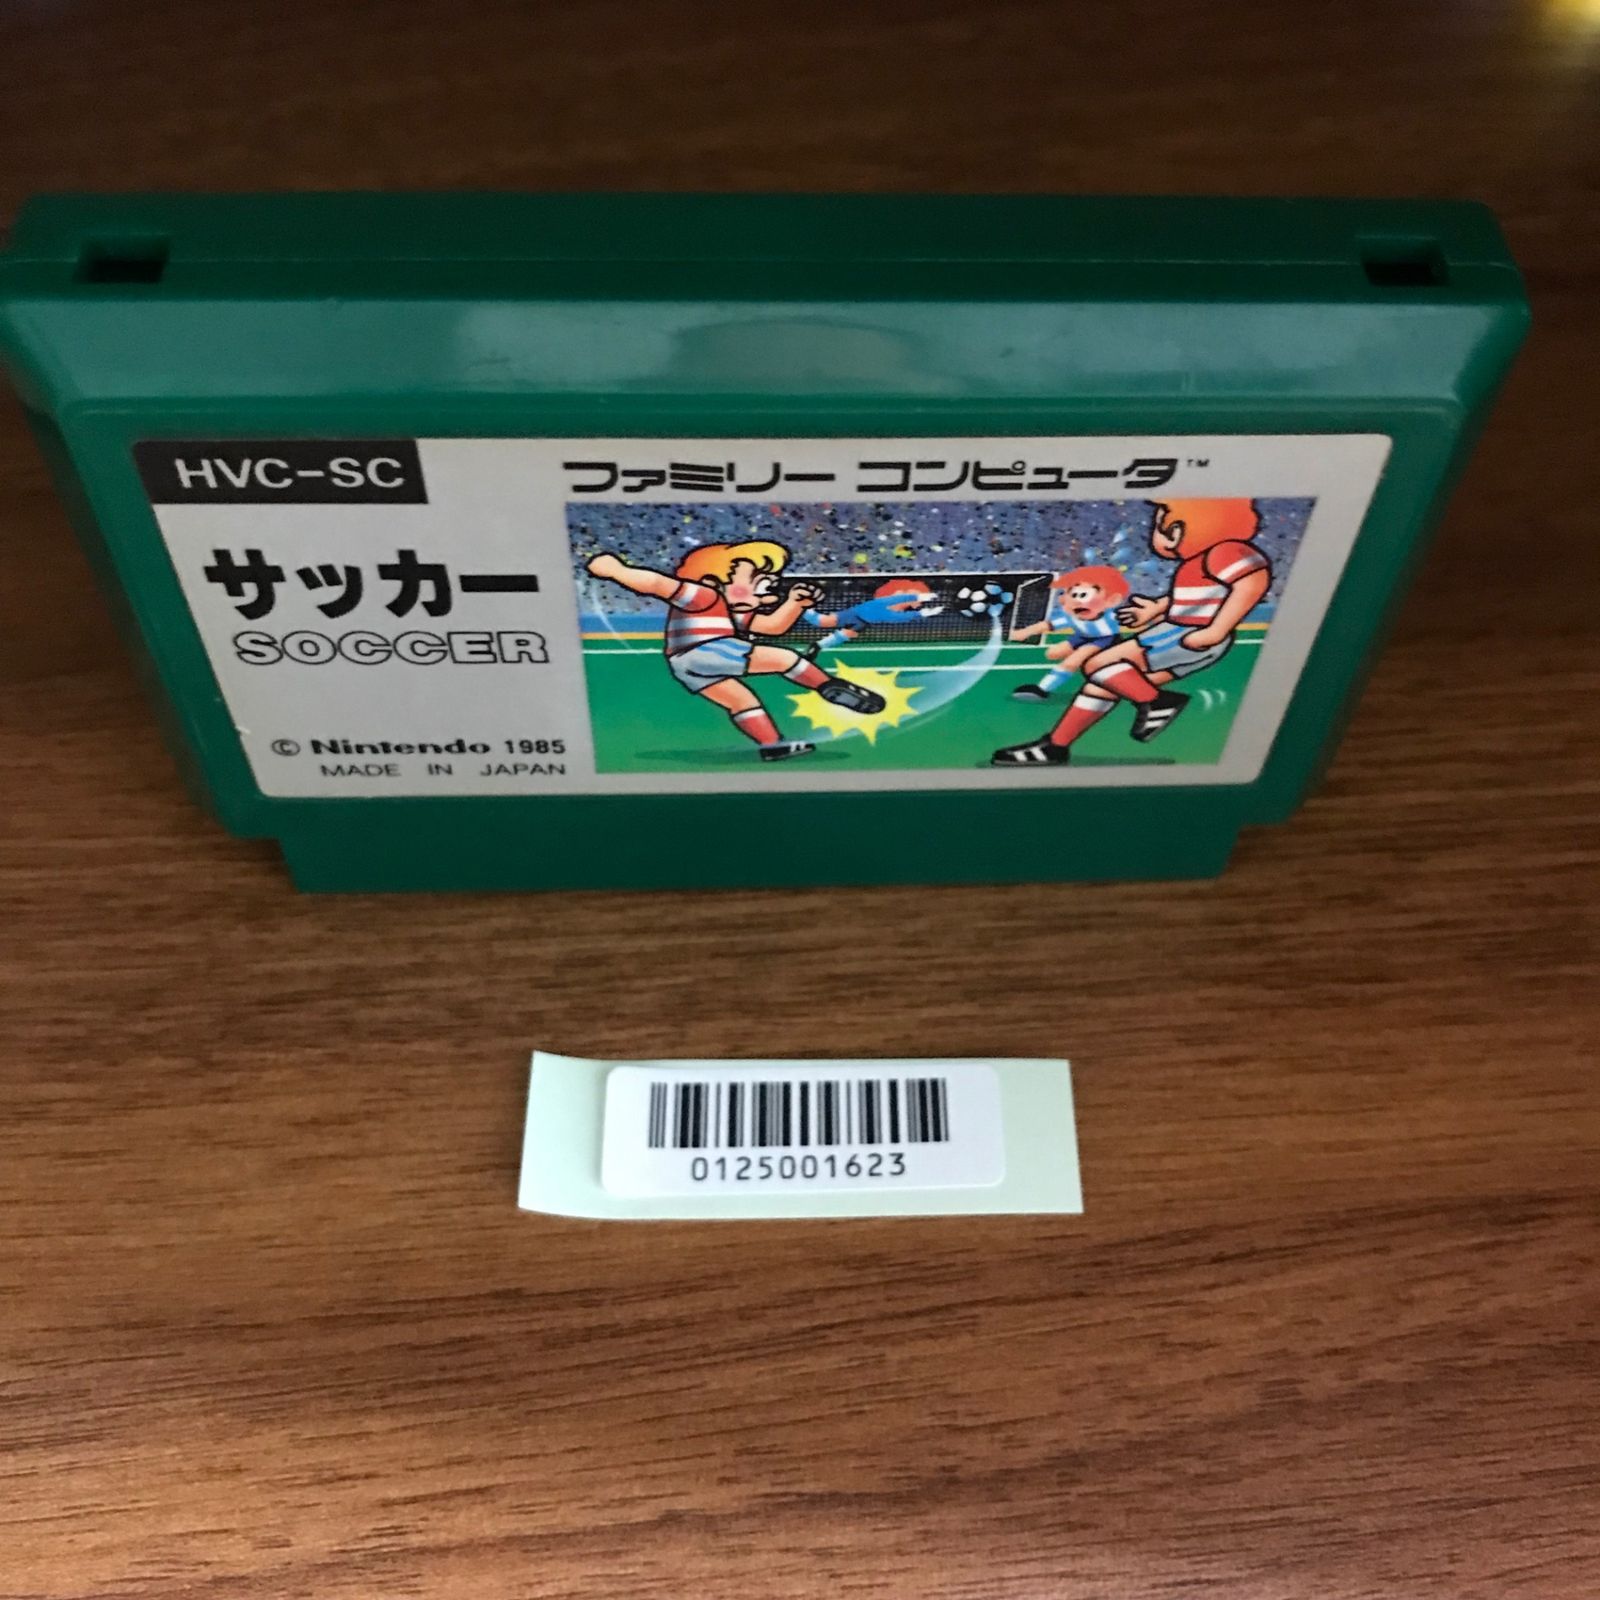 HVC-SC
ファミリー コンピュータ™
サッカー
SOCCER
© Nintendo 1985
MADE IN JAPAN
0125001623